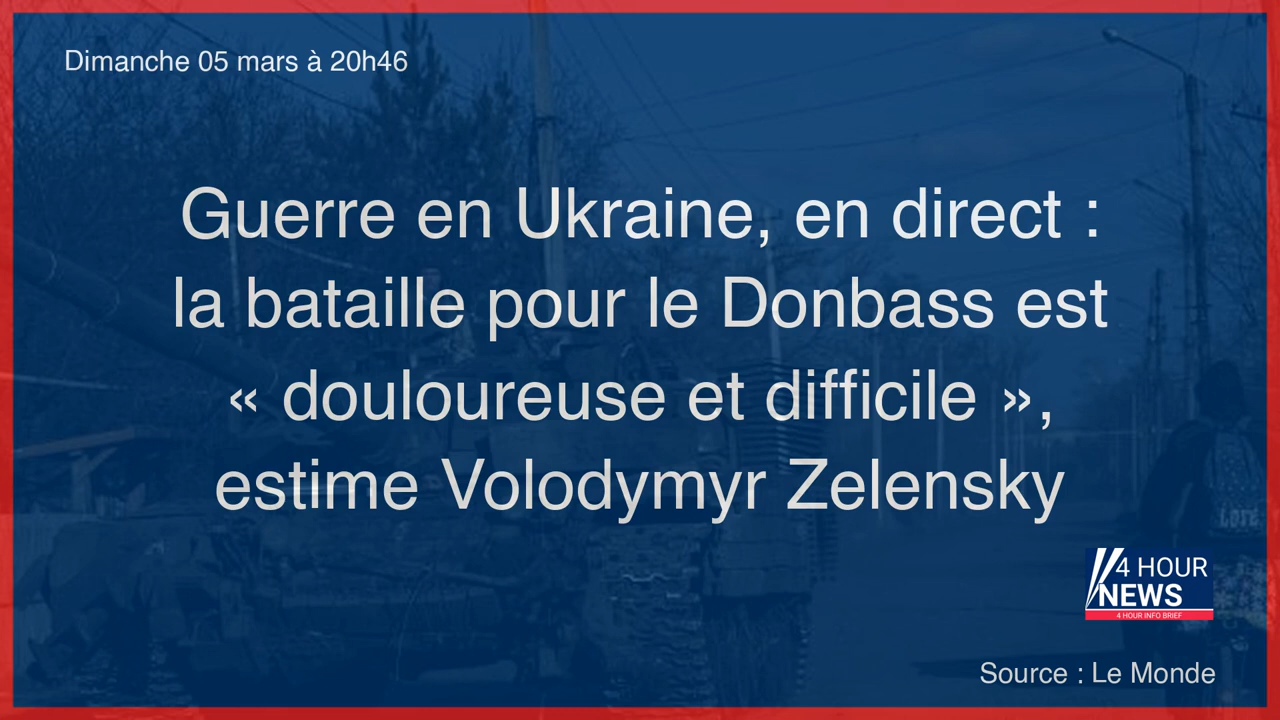 Dimanche 05 mars à 20h46
Guerre en Ukraine, en direct :
la bataille pour le Donbass est
« douloureuse et difficile »,
estime Volodymyr Zelensky
4 HOUR
NEWS
4 HOUR INFO BRIEF
Source : Le Monde